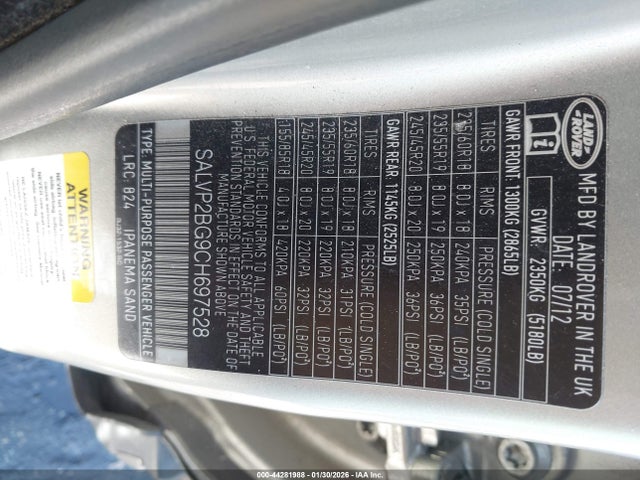 LAND-
ROVER
MFD BY LANDROVER IN THE UK
DATE: 07/12
GVWR: 2350KG (5180LB)
GAWR FRONT 1300KG (2865LB)
TIRES RIMS PRESSURE (COLD SINGLE)
235/60R18 8.0J x 18 240KPA 35PSI (LB/PO²)
235/55R19 8.0J x 19 250KPA 36PSI (LB/PO²)
245/45R20 8.0J x 20 250KPA 36PSI (LB/PO²)
GAWR REAR 1145KG (2525LB)
TIRES RIMS PRESSURE (COLD SINGLE)
235/60R18 8.0J x 18 210KPA 31PSI (LB/PO²)
235/55R19 8.0J x 19 220KPA 32PSI (LB/PO²)
245/45R20 8.0J x 20 220KPA 32PSI (LB/PO²)
155/85R18 4.0J x 18 420KPA 60PSI (LB/PO²)
THIS VEHICLE CONFORMS TO ALL APPLICABLE
U.S. FEDERAL MOTOR VEHICLE SAFETY AND THEFT
PREVENTION STANDARDS IN EFFECT ON THE DATE OF
MANUFACTURE SHOWN ABOVE
SALVP2BG9CH697528
TYPE: MULTI-PURPOSE PASSENGER VEHICLE
LRC 824 IPANEMA SAND
WARNING
ATTENTION
000-44281988 - 01/30/2026 - COPYRIGHT IAA, LLC.